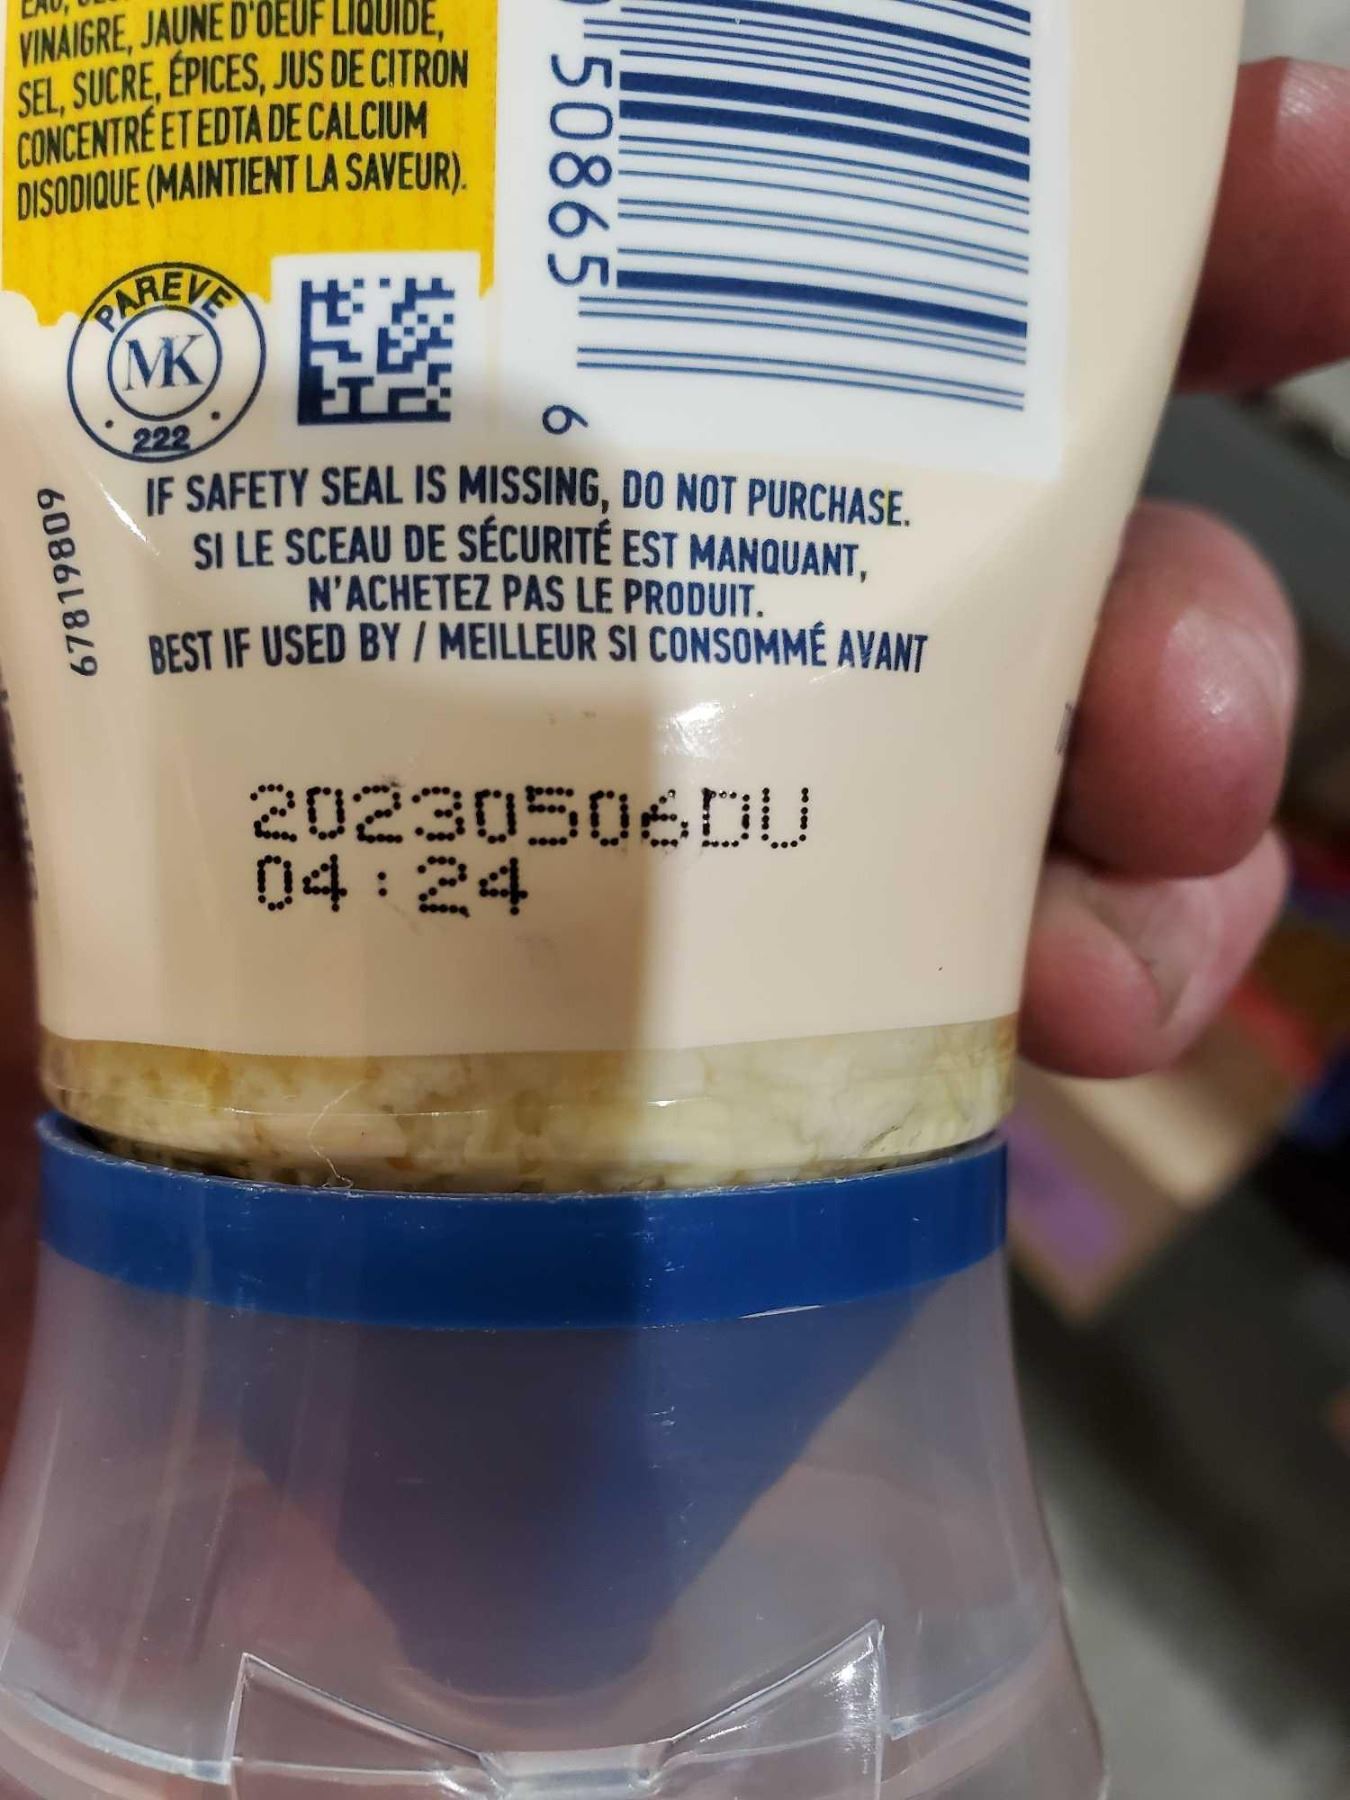 VINAIGRE, JAUNE D'OEUF LIQUIDE,
SEL, SUCRE, ÉPICES, JUS DE CITRON
CONCENTRÉ ET EDTA DE CALCIUM
DISODIQUE (MAINTIENT LA SAVEUR).
50865
6
PAREVE
MK
222
67819809
IF SAFETY SEAL IS MISSING, DO NOT PURCHASE.
SI LE SCEAU DE SÉCURITÉ EST MANQUANT,
N'ACHETEZ PAS LE PRODUIT.
BEST IF USED BY / MEILLEUR SI CONSOMMÉ AVANT
20230506DU
04:24